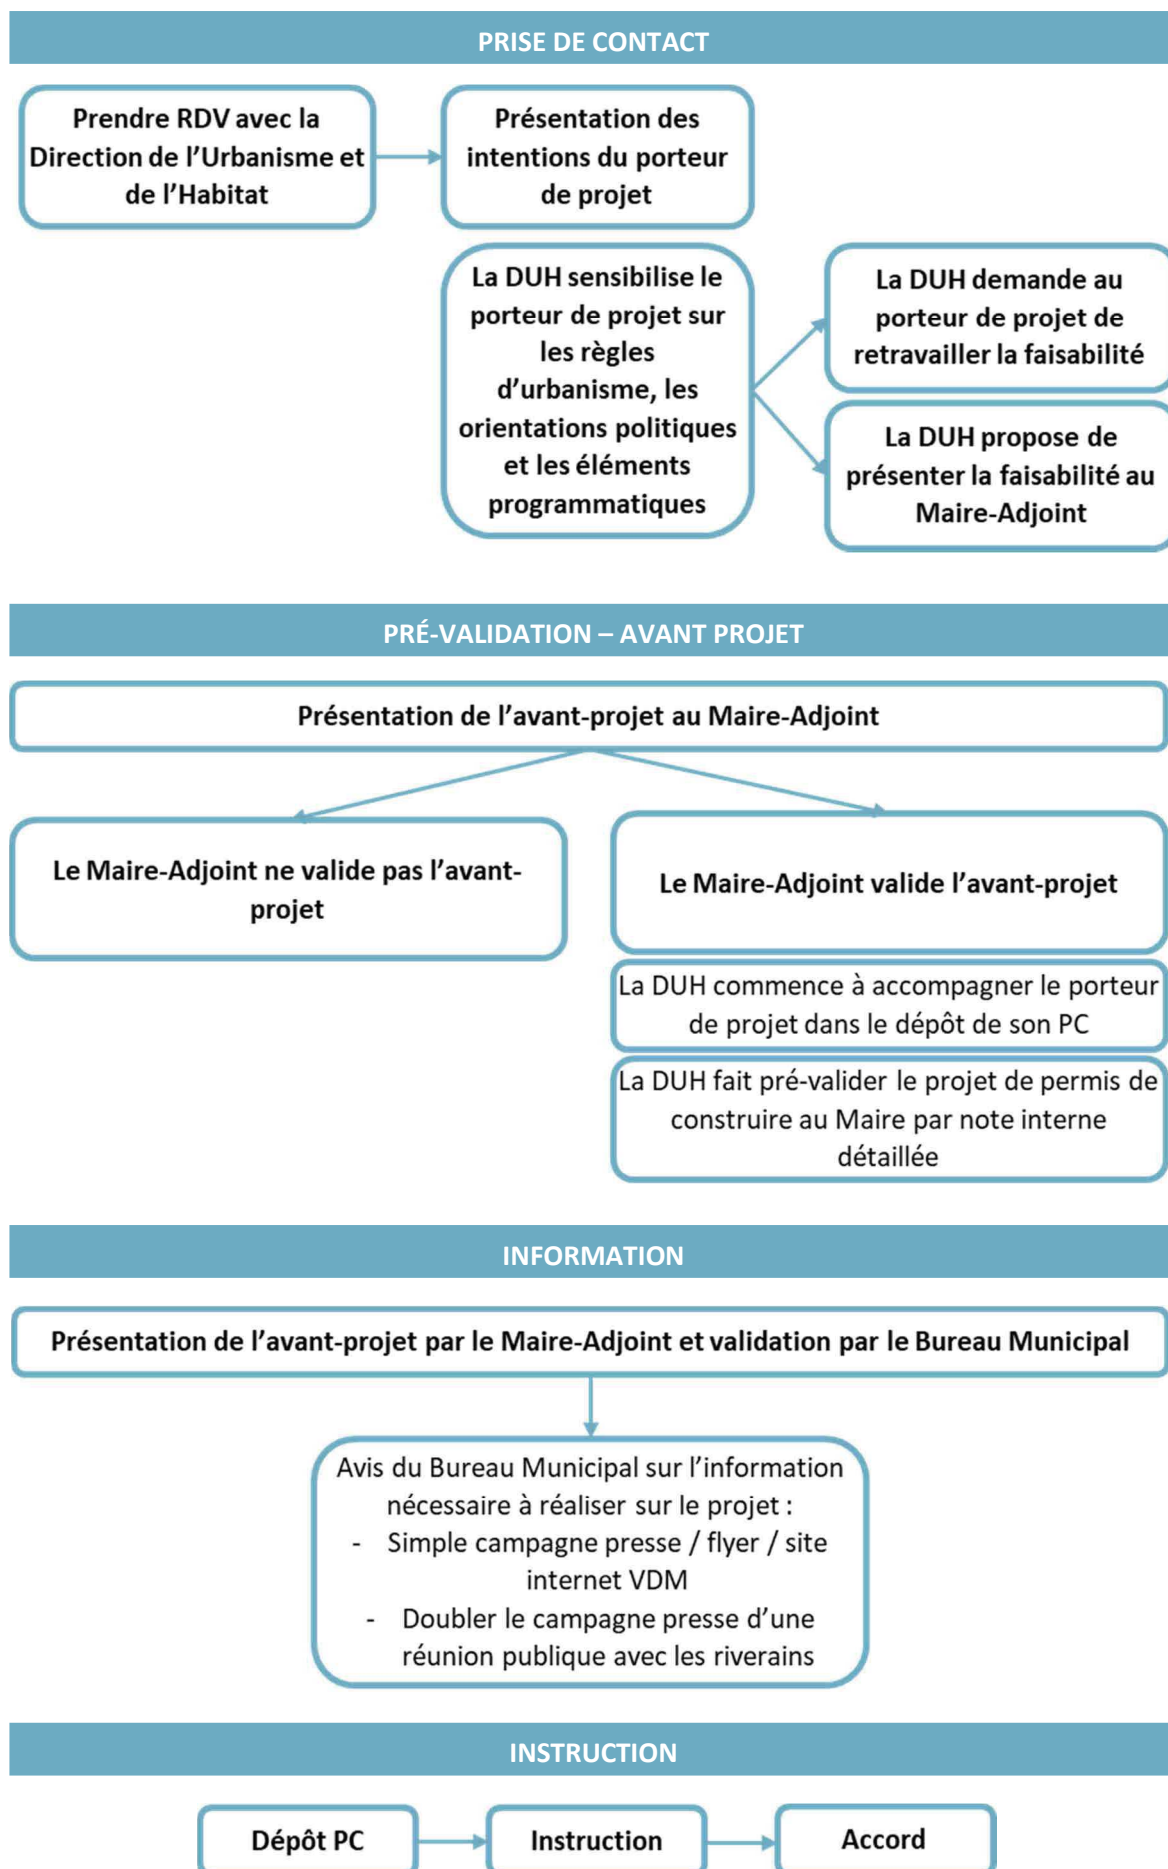 PRISE DE CONTACT
Prendre RDV avec la
Direction de l'Urbanisme et
de l'Habitat
Présentation des
intentions du porteur
de projet
La DUH sensibilise le
porteur de projet sur
les règles
d'urbanisme, les
orientations politiques
et les éléments
programmatiques
La DUH demande au
porteur de projet de
retravailler la faisabilité
La DUH propose de
présenter la faisabilité au
Maire-Adjoint
PRÉ-VALIDATION – AVANT PROJET
Présentation de l'avant-projet au Maire-Adjoint
Le Maire-Adjoint ne valide pas l'avant-
projet
Le Maire-Adjoint valide l'avant-projet
La DUH commence à accompagner le porteur
de projet dans le dépôt de son PC
La DUH fait pré-valider le projet de permis de
construire au Maire par note interne
détaillée
INFORMATION
Présentation de l'avant-projet par le Maire-Adjoint et validation par le Bureau Municipal
Avis du Bureau Municipal sur l'information
nécessaire à réaliser sur le projet :
- Simple campagne presse / flyer / site
internet VDM
- Doubler le campagne presse d'une
réunion publique avec les riverains
INSTRUCTION
Dépôt PC
Instruction
Accord